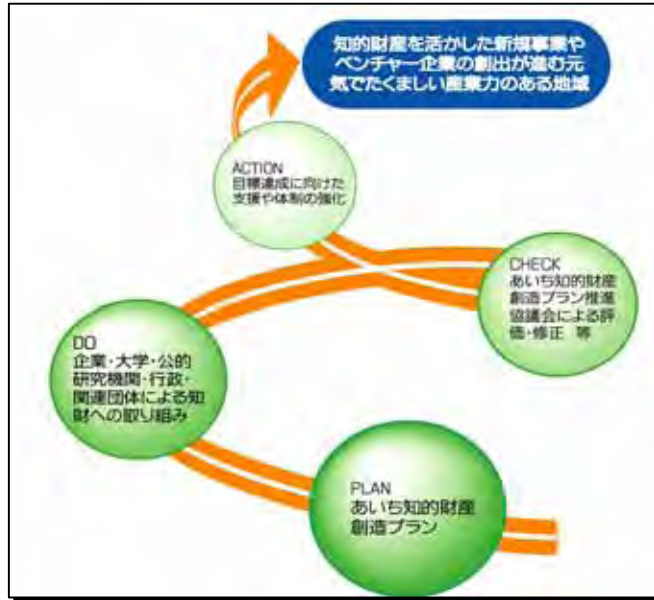 知的財産を活かした新規事業や
ベンチャー企業の創出が進む元
気でたくましい産業力のある地域
ACTION
目標達成に向けた
支援や体制の強化
CHECK
あいち知的財産
創造プラン推進
協議会による評
価・修正 等
DO
企業・大学・公的
研究機関・行政・
関連団体による知
財への取り組み
PLAN
あいち知的財産
創造プラン